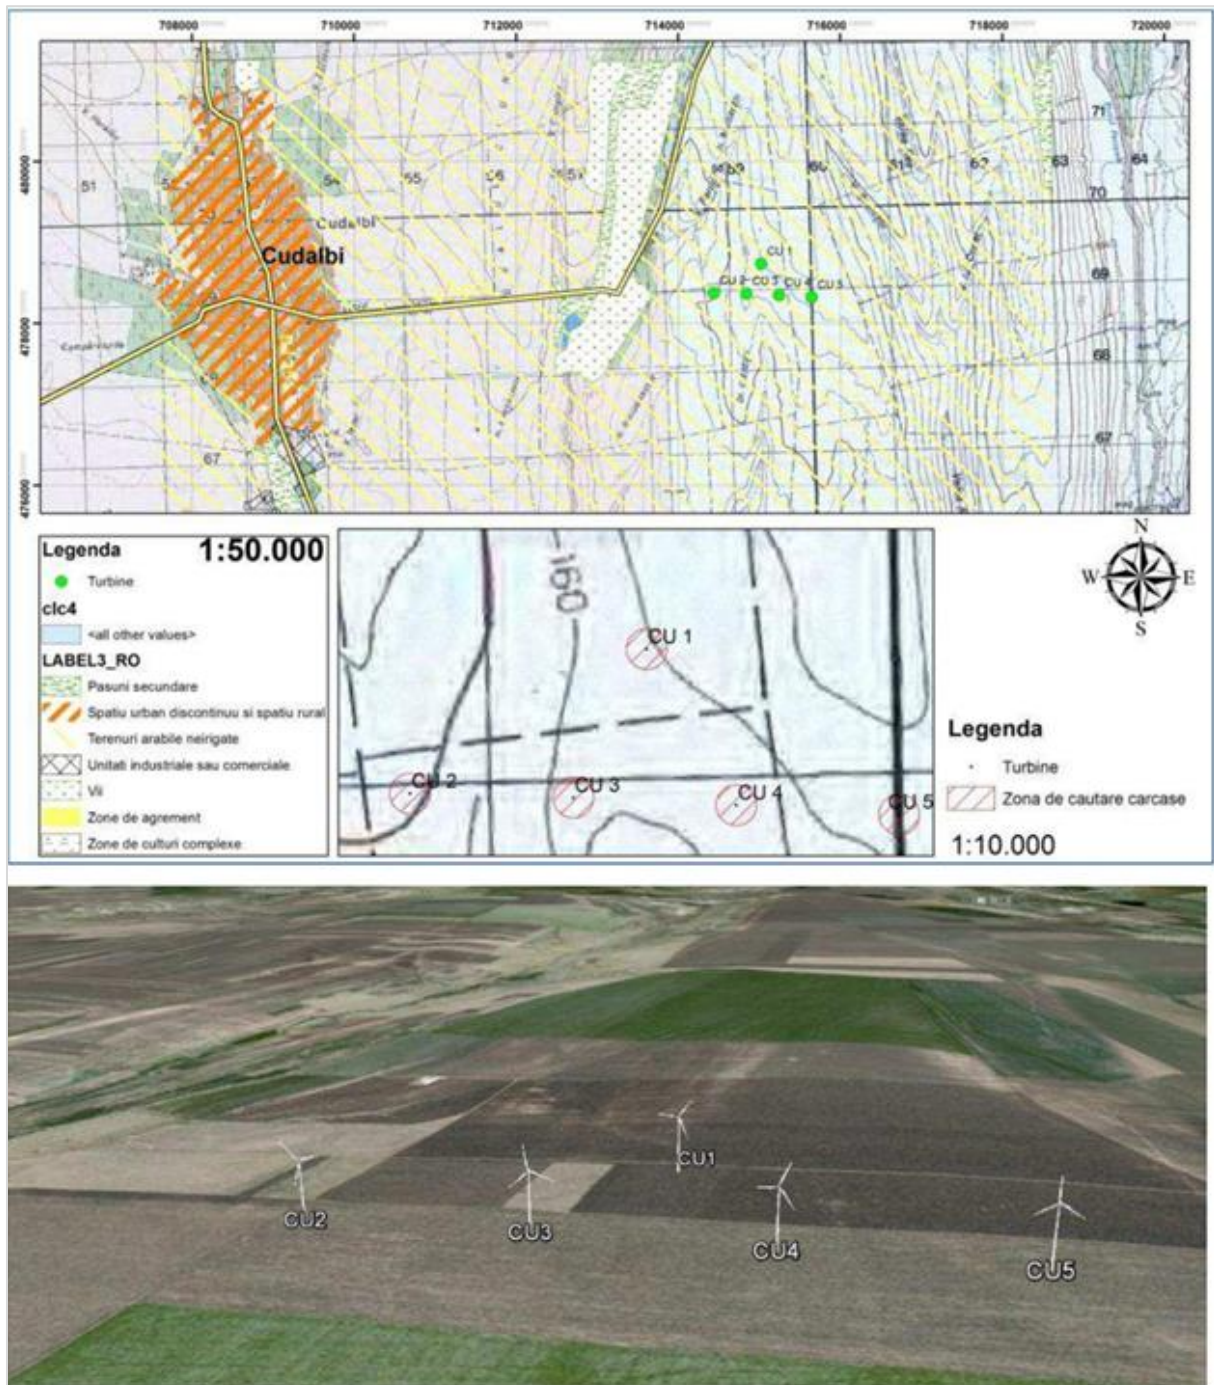 708000 710000 712000 714000 716000 718000 720000
480000
478000
476000
51
54
55
56
60
62
63
64
71
70
69
68
67
67
Cudalbi
Cudalbi
CU 1
CU 2 CU 3 CU 4 CU 5
Legenda 1:50.000
Turbine
clc4
<all other values>
LABEL3_RO
Pasuni secundare
Spatiu urban discontinuu si spatiu rural
Terenuri arabile neirigate
Unitati industriale sau comerciale
Vii
Zone de agrement
Zone de culturi complexe
160
CU 1
CU 2
CU 3
CU 4
CU 5
N
W E
S
Legenda
Turbine
Zona de cautare carcase
1:10.000
CU1
CU2
CU3
CU4
CU5